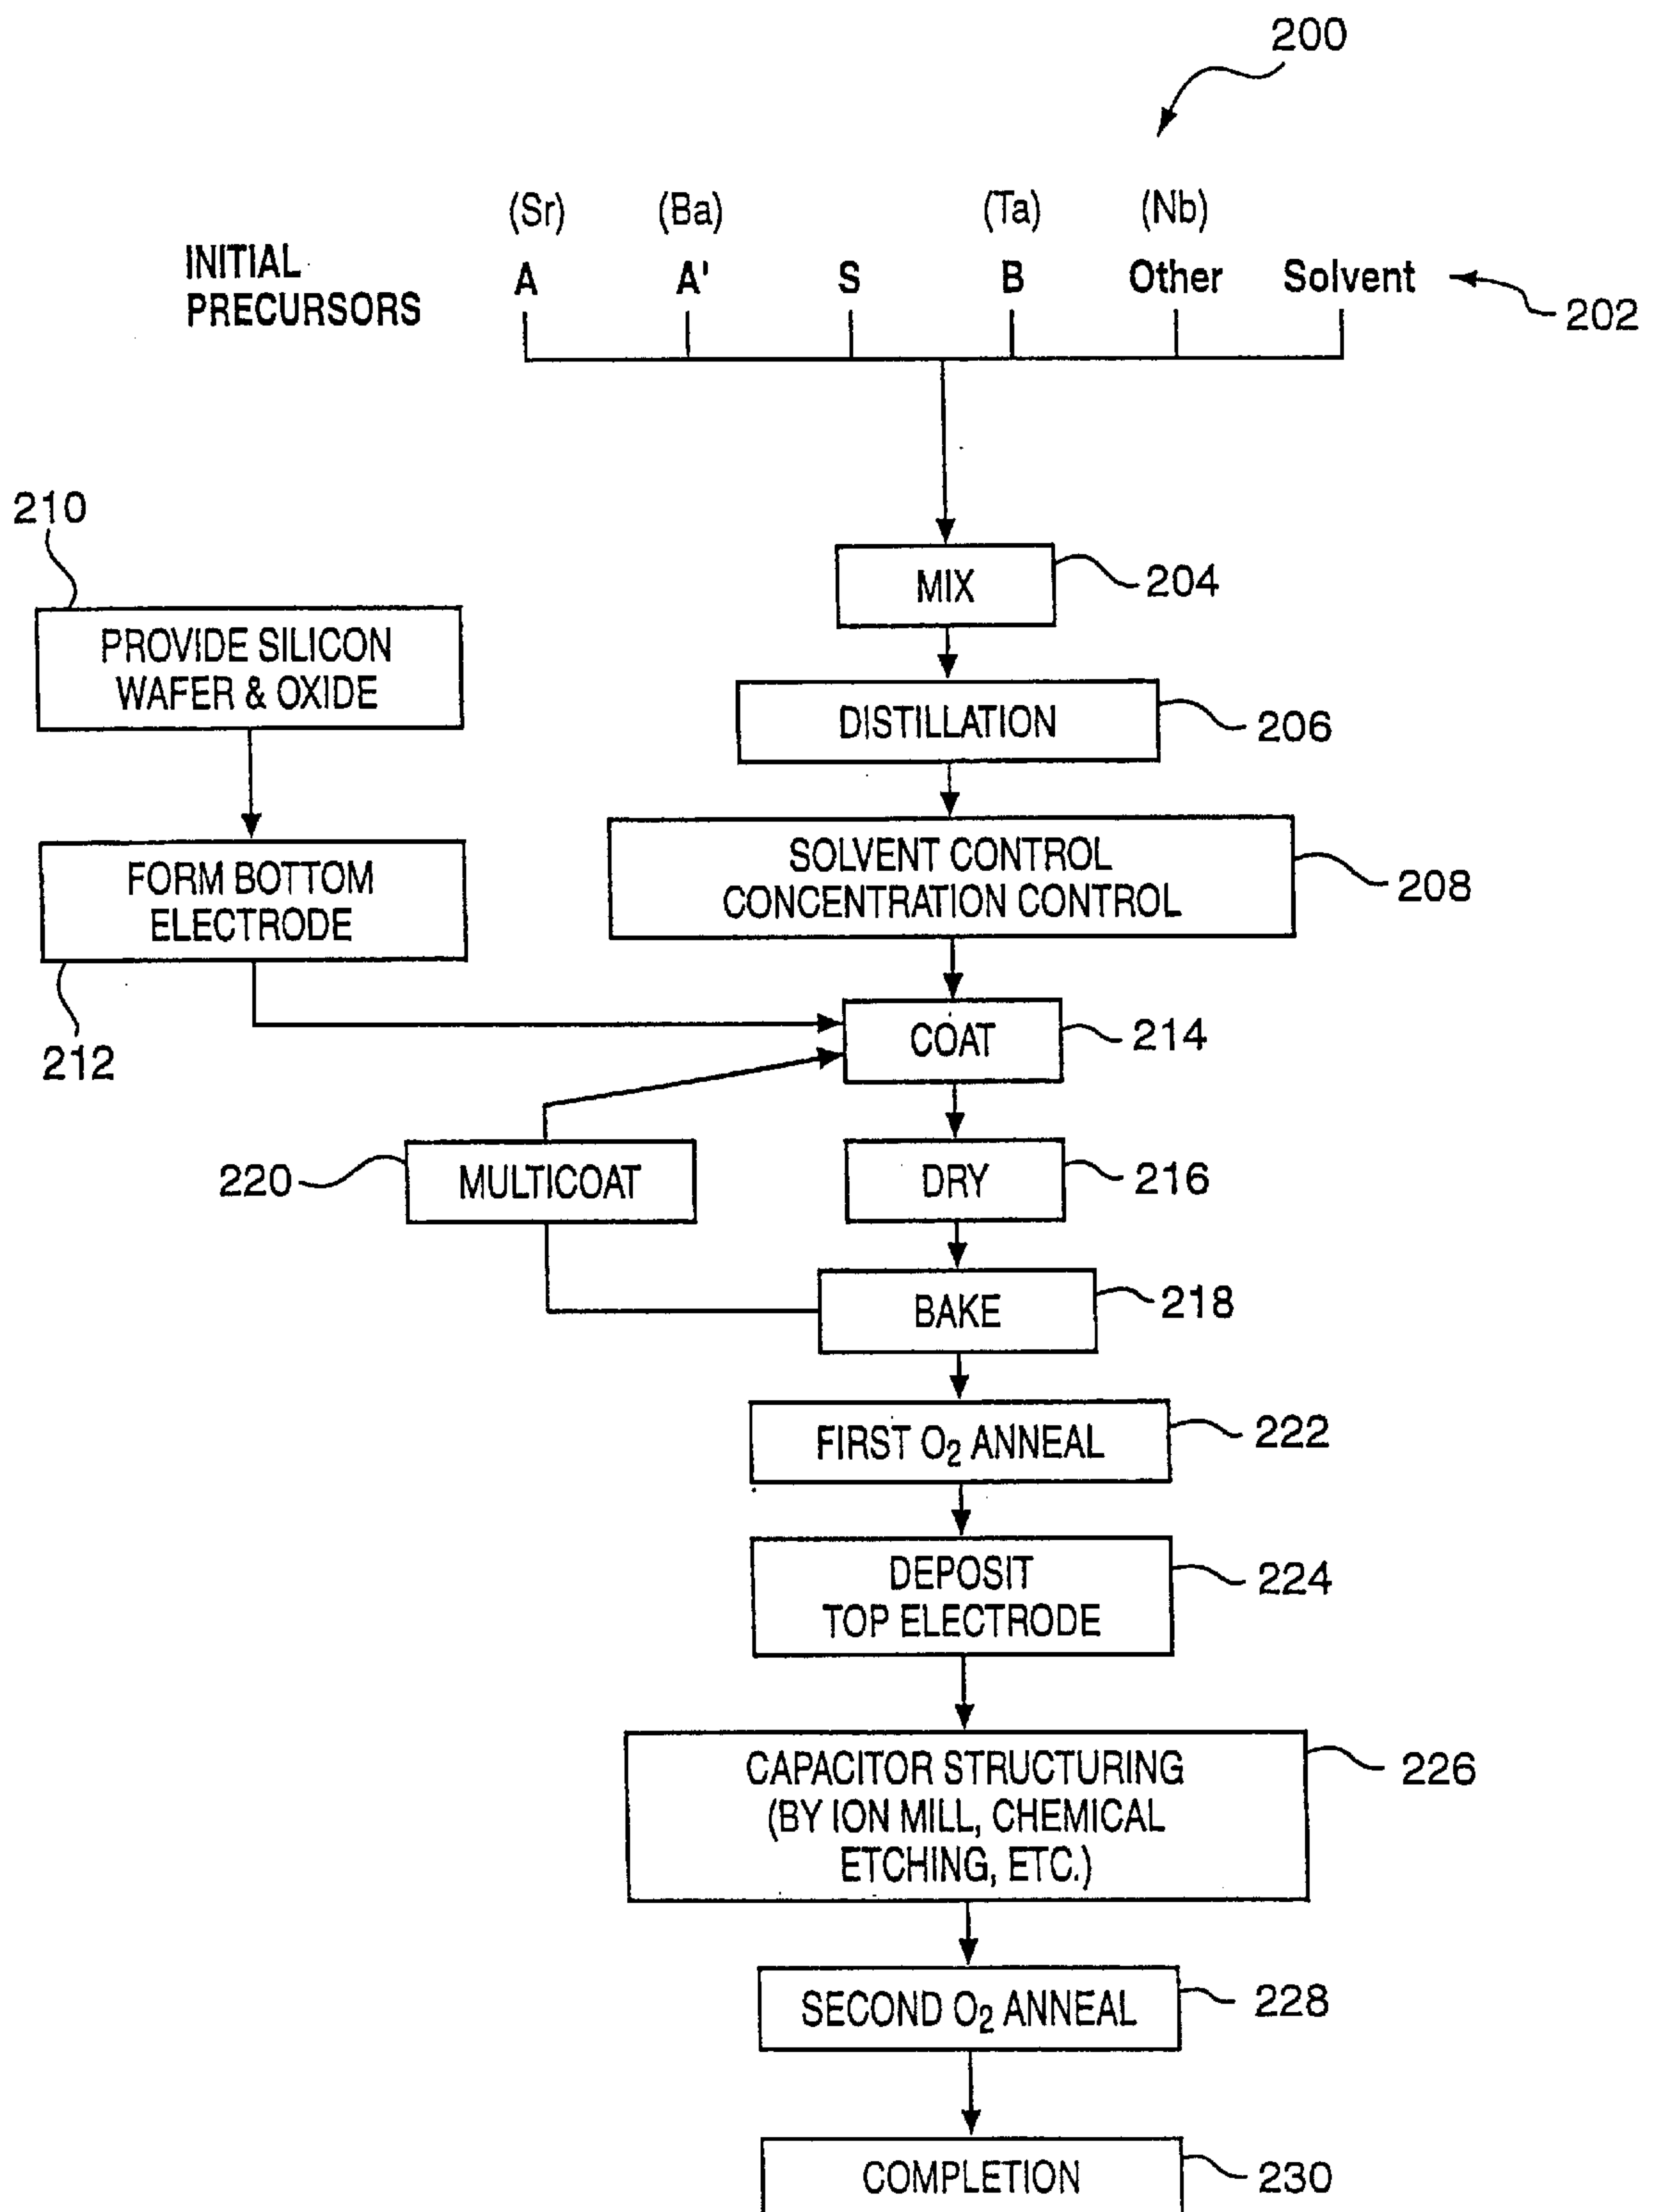 200
(Sr) (Ba) (Ta) (Nb)
INITIAL
PRECURSORS
A A' S B Other Solvent
202
210
MIX
204
PROVIDE SILICON
WAFER & OXIDE
DISTILLATION
206
FORM BOTTOM
ELECTRODE
SOLVENT CONTROL
CONCENTRATION CONTROL
208
212
COAT
214
220
MULTICOAT
DRY
216
BAKE
218
FIRST O₂ ANNEAL
222
DEPOSIT
TOP ELECTRODE
224
CAPACITOR STRUCTURING
(BY ION MILL, CHEMICAL
ETCHING, ETC.)
226
SECOND O₂ ANNEAL
228
COMPLETION
230